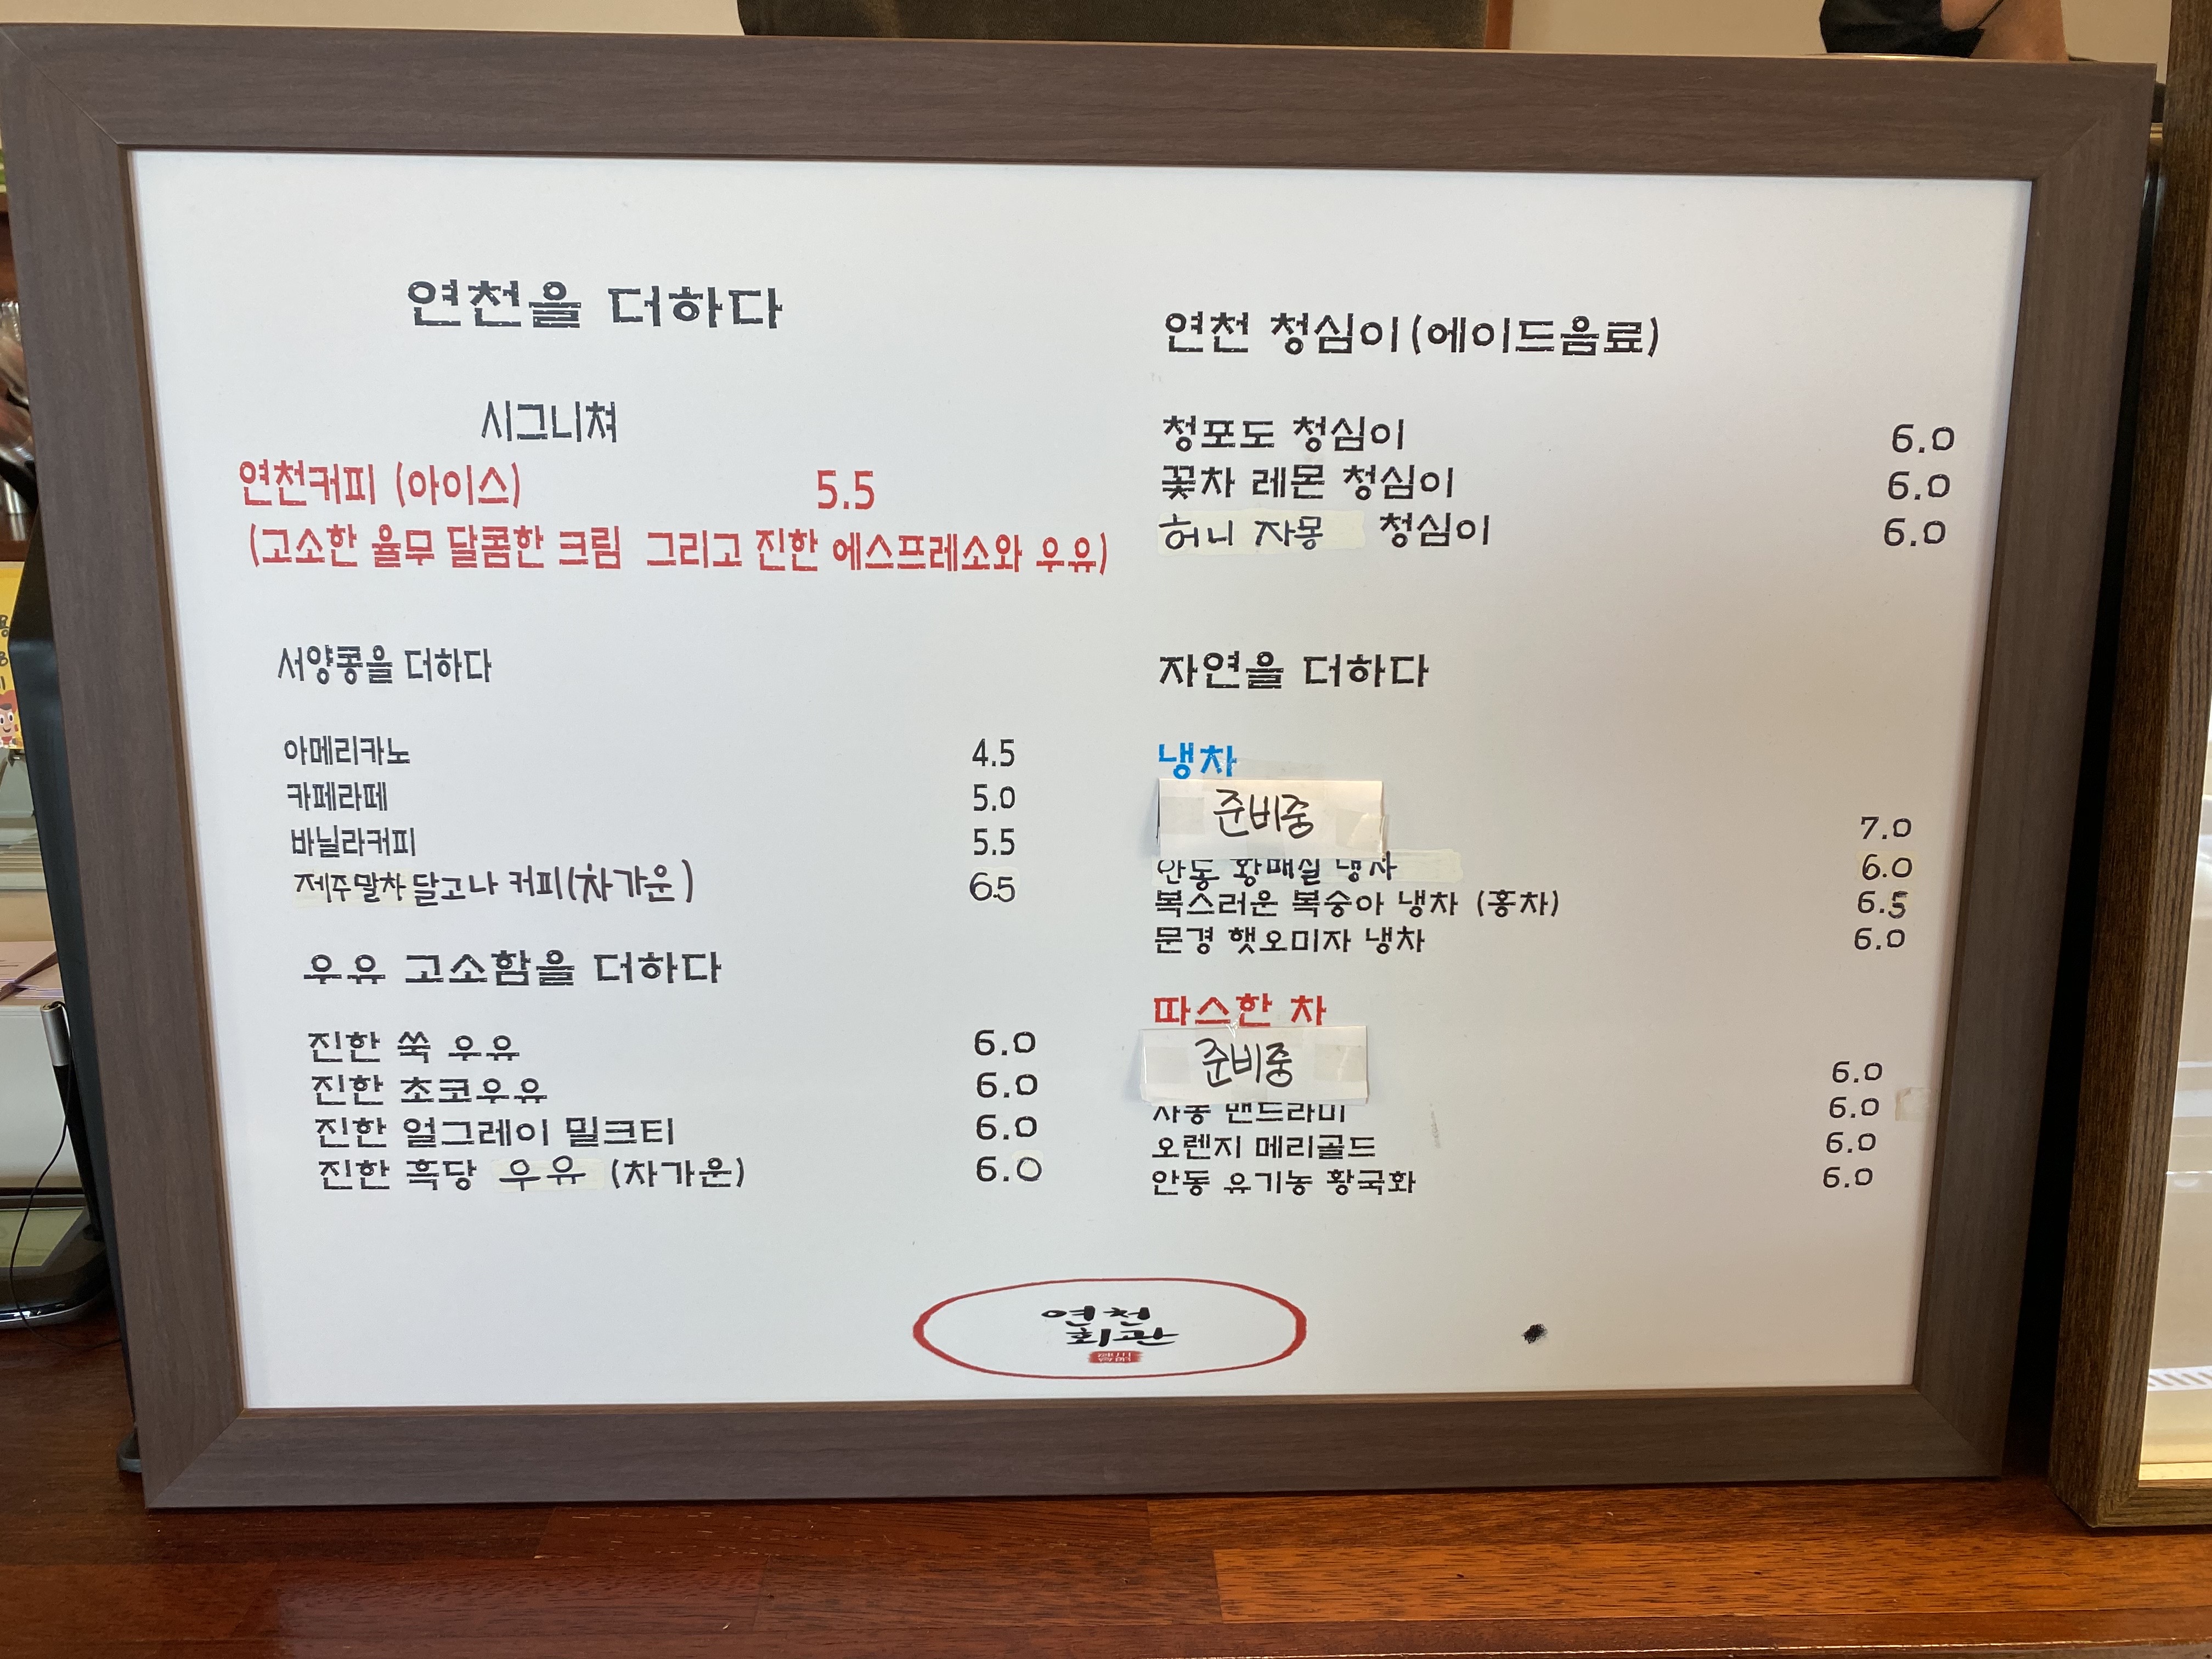 연천을 더하다
시그니쳐
연천커피 (아이스) 5.5
(고소한 율무 달콤한 크림 그리고 진한 에스프레소와 우유)
서양콩을 더하다
아메리카노 4.5
카페라떼 5.0
바닐라커피 5.5
제주말차 달고나 커피(차가운) 6.5
우유 고소함을 더하다
진한 쑥 우유 6.0
진한 초코우유 6.0
진한 얼그레이 밀크티 6.0
진한 흑당 우유 (차가운) 6.0
연천 청심이(에이드음료)
청포도 청심이 6.0
꽃차 레몬 청심이 6.0
허니 자몽 청심이 6.0
자연을 더하다
냉차
준비중 7.0
안동 황매실 냉차 6.0
복스러운 복숭아 냉차 (홍차) 6.5
문경 햇오미자 냉차 6.0
따스한 차
준비중 6.0
맨드라미 6.0
오렌지 메리골드 6.0
안동 유기농 황국화 6.0
연천
회관